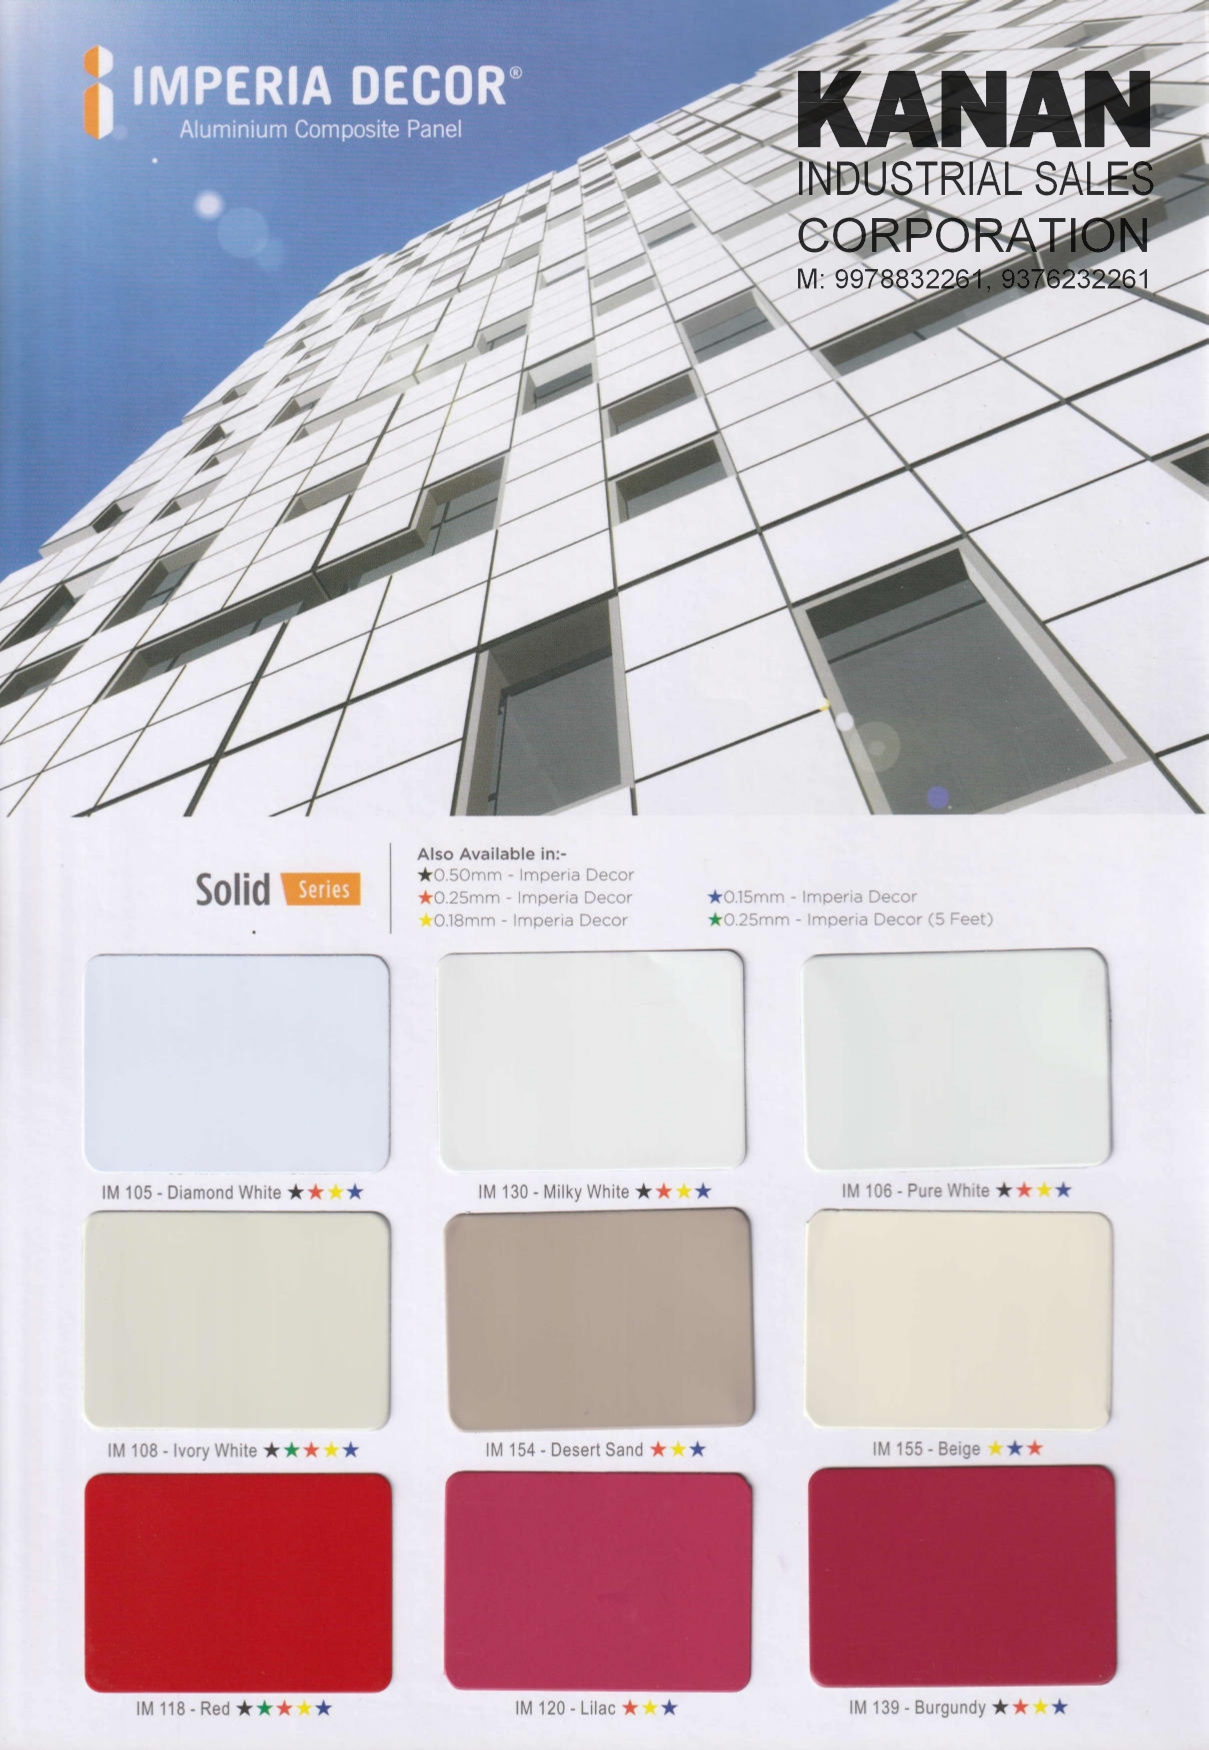 IMPERIA DECOR®
Aluminium Composite Panel
KANAN
INDUSTRIAL SALES
CORPORATION
M: 9978832261, 9376232261
Solid Series
Also Available in:-
★0.50mm - Imperia Decor
★0.25mm - Imperia Decor
★0.18mm - Imperia Decor
★0.15mm - Imperia Decor
★0.25mm - Imperia Decor (5 Feet)
IM 105 - Diamond White ★★★★
IM 130 - Milky White ★★★★
IM 106 - Pure White ★★★★
IM 108 - Ivory White ★★★★★
IM 154 - Desert Sand ★★★
IM 155 - Beige ★★★
IM 118 - Red ★★★★★
IM 120 - Lilac ★★★
IM 139 - Burgundy ★★★★